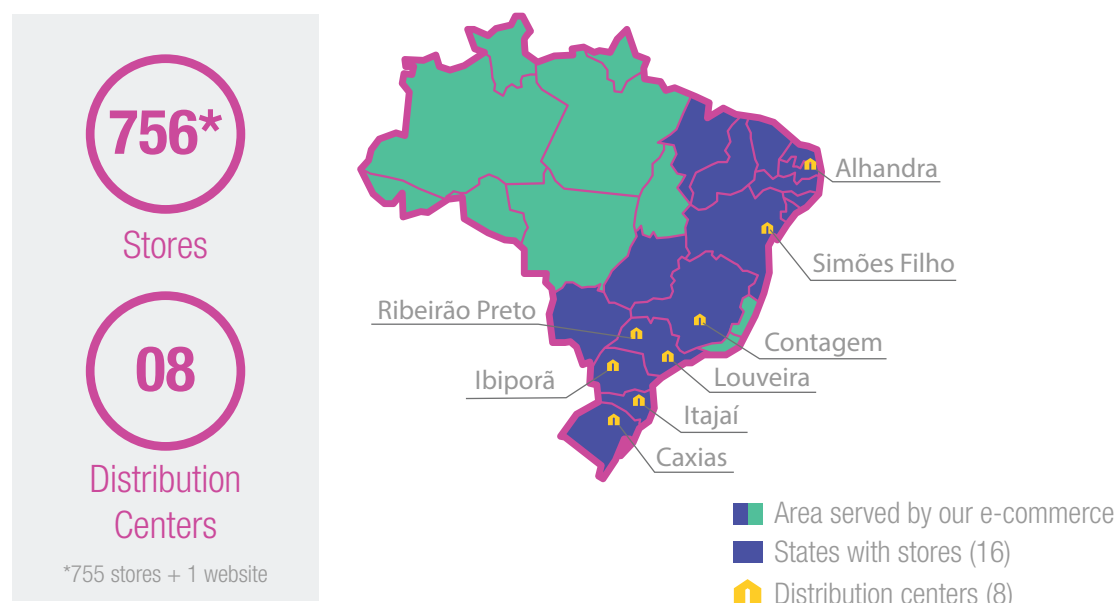 756*
Stores
08
Distribution
Centers
*755 stores + 1 website
Alhandra
Simões Filho
Ribeirão Preto
Contagem
Ibiporã
Louveira
Itajaí
Caxias
Area served by our e-commerce
States with stores (16)
Distribution centers (8)